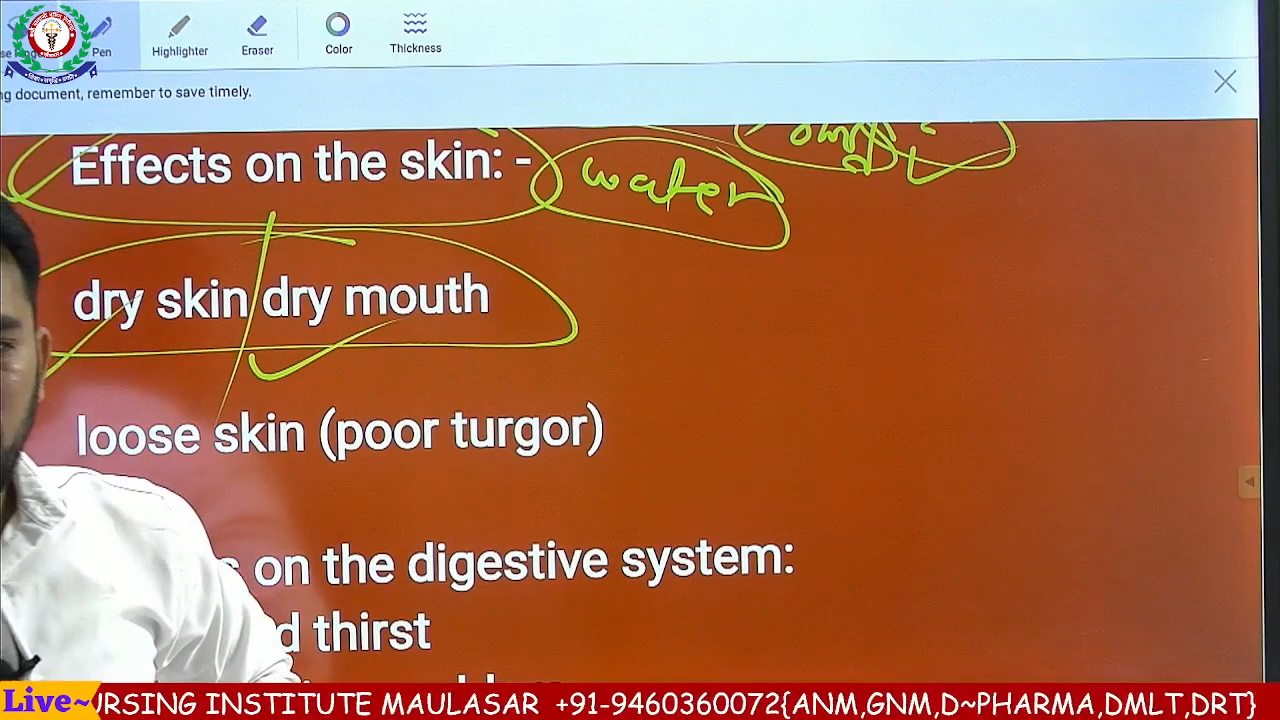 Pen Highlighter Eraser Color Thickness
ng document, remember to save timely.
Effects on the skin: - water
dry skin dry mouth
loose skin (poor turgor)
on the digestive system:
d thirst
Live~ URSING INSTITUTE MAULASAR +91-9460360072{ANM,GNM,D~PHARMA,DMLT,DRT}